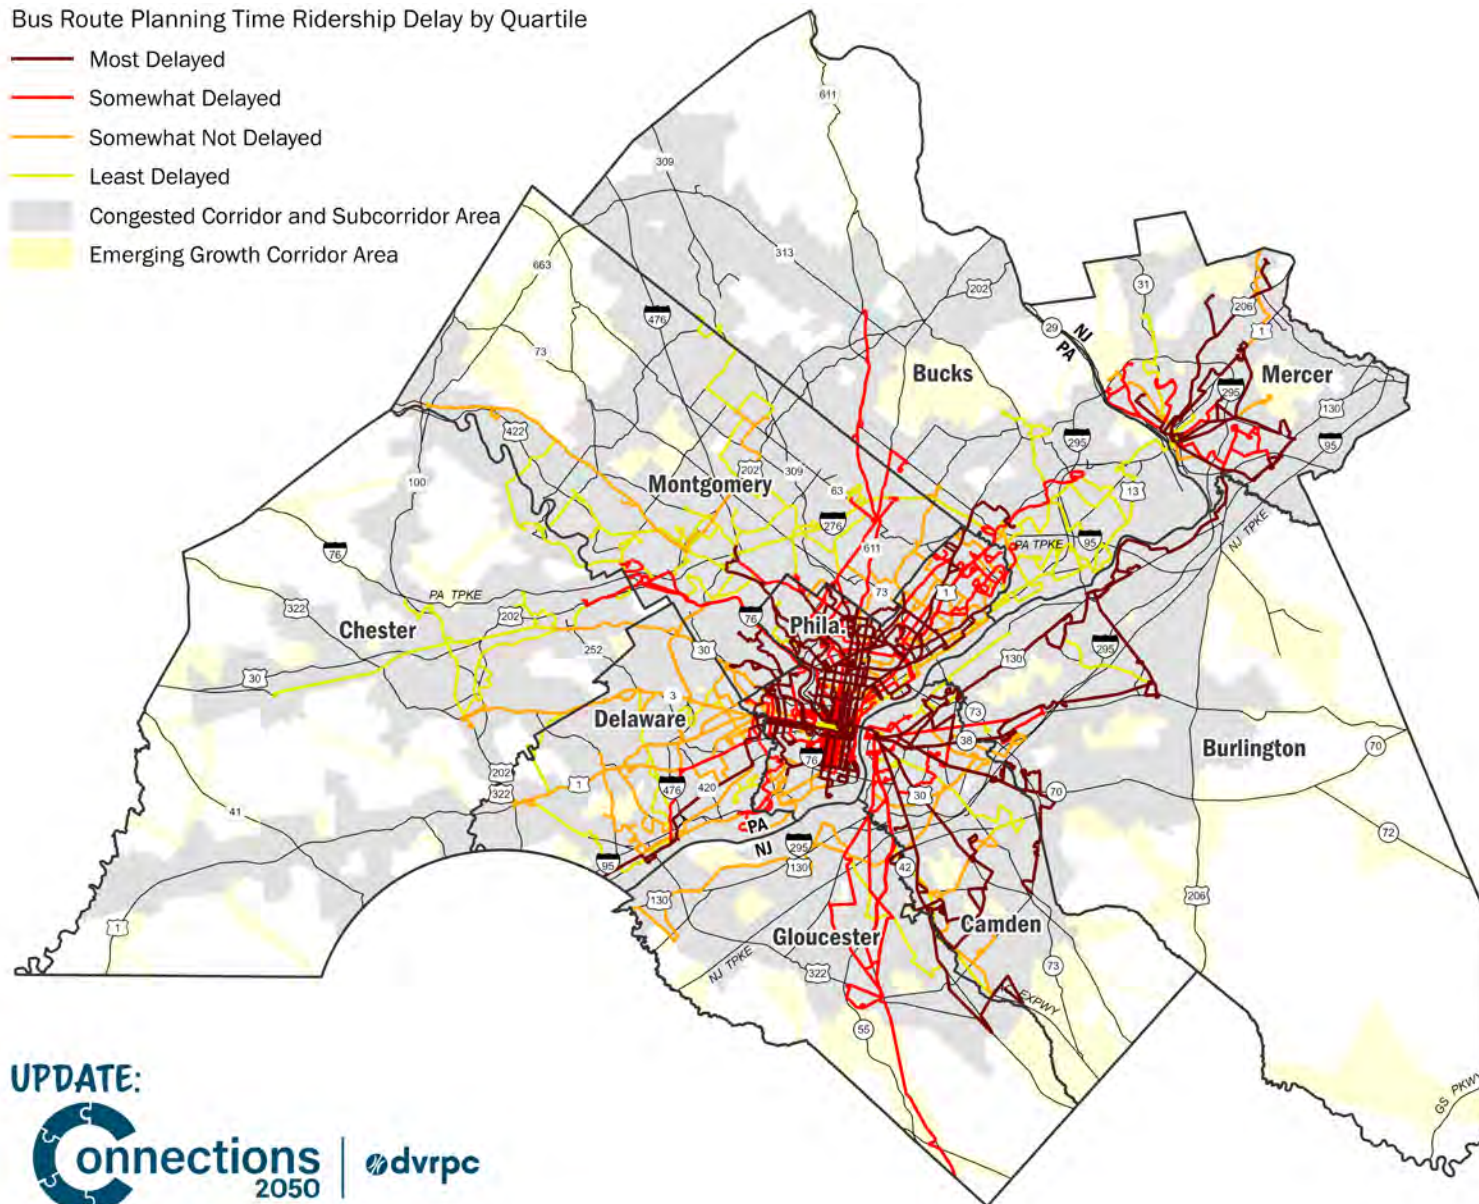 Bus Route Planning Time Ridership Delay by Quartile
Most Delayed
Somewhat Delayed
Somewhat Not Delayed
Least Delayed
Congested Corridor and Subcorridor Area
Emerging Growth Corridor Area
611
309
313
663
202
476
73
31
206
1
29
NJ
PA
Bucks
Mercer
295
130
95
295
422
202
309
Montgomery
63
100
13
276
611
76
PA TPKE
95
NJ TPKE
322
PA TPKE
202
73
1
Chester
76
Phila.
252
30
130
295
30
3
Delaware
73
38
Burlington
70
76
202
322
1
476
420
30
70
41
72
PA
NJ
295
130
95
42
130
206
1
Gloucester
Camden
NJ TPKE
322
73
EXPWY
55
GS PKWY
UPDATE:
Connections
2050
dvrpc